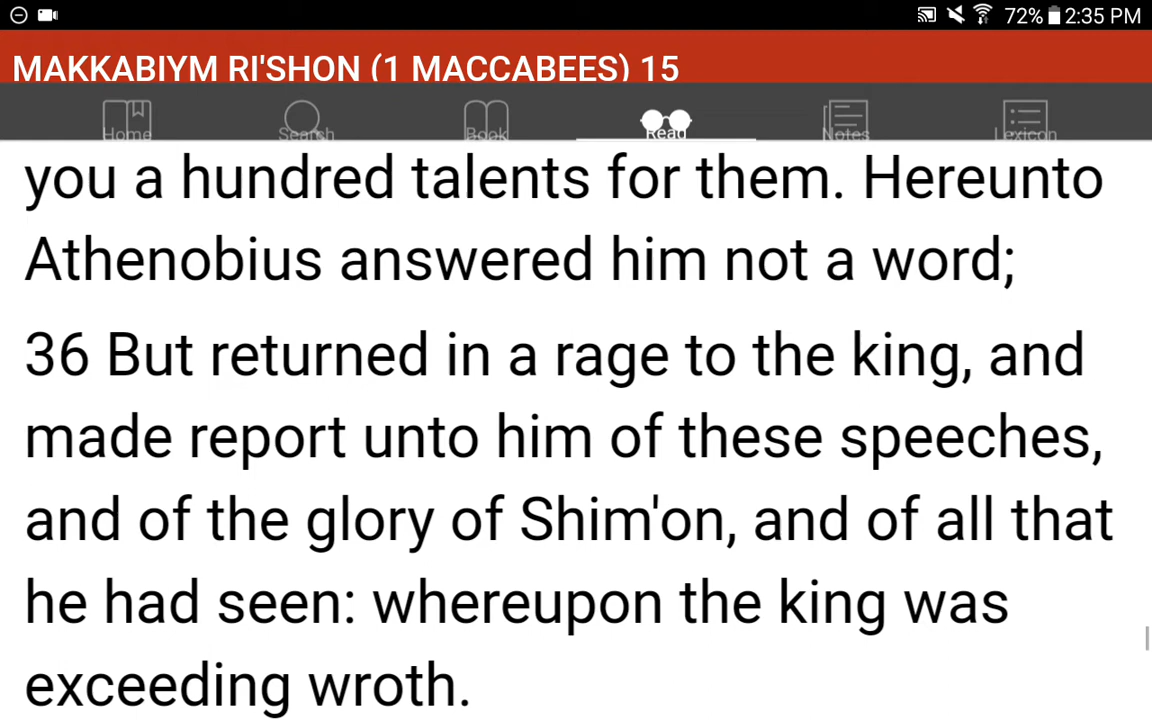 72% 2:35 PM
MAKKABIYM RI'SHON (1 MACCABEES) 15
Home Search Book Read Notes Lexicon
you a hundred talents for them. Hereunto
Athenobius answered him not a word;
36 But returned in a rage to the king, and
made report unto him of these speeches,
and of the glory of Shim'on, and of all that
he had seen: whereupon the king was
exceeding wroth.